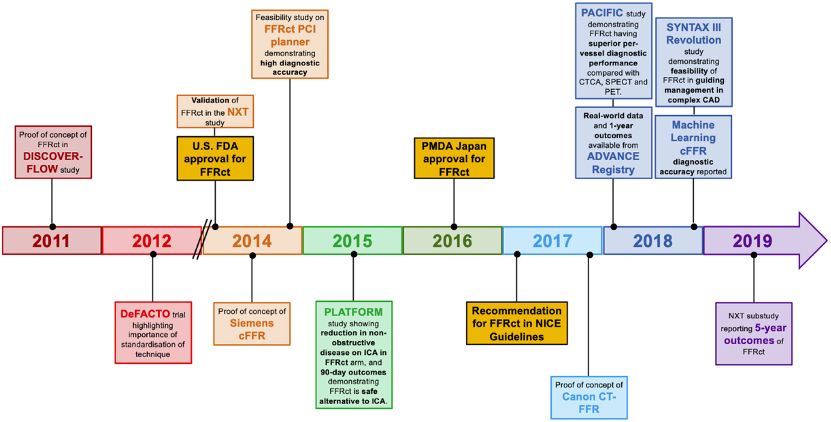 Proof of concept of
FFRct in
DISCOVER-
FLOW study
Validation of
FFRct in the NXT
study
U.S. FDA
approval for
FFRct
Feasibility study on
FFRct PCI
planner
demonstrating
high diagnostic
accuracy
PMDA Japan
approval for
FFRct
PACIFIC study
demonstrating
FFRct having
superior per-
vessel diagnostic
performance
compared with
CTCA, SPECT and
PET.
Real-world data
and 1-year
outcomes
available from
ADVANCE
Registry
SYNTAX III
Revolution
study
demonstrating
feasibility of
FFRct in guiding
management in
complex CAD
Machine
Learning
cFFR
diagnostic
accuracy reported
2011
2012
2014
2015
2016
2017
2018
2019
DeFACTO trial
highlighting
importance of
standardisation of
technique
Proof of concept of
Siemens
cFFR
PLATFORM
study showing
reduction in non-
obstructive
disease on ICA in
FFRct arm, and
90-day outcomes
demonstrating
FFRct is safe
alternative to ICA.
Recommendation
for FFRct in NICE
Guidelines
Proof of concept of
Canon CT-
FFR
NXT substudy
reporting 5-year
outcomes of
FFRct